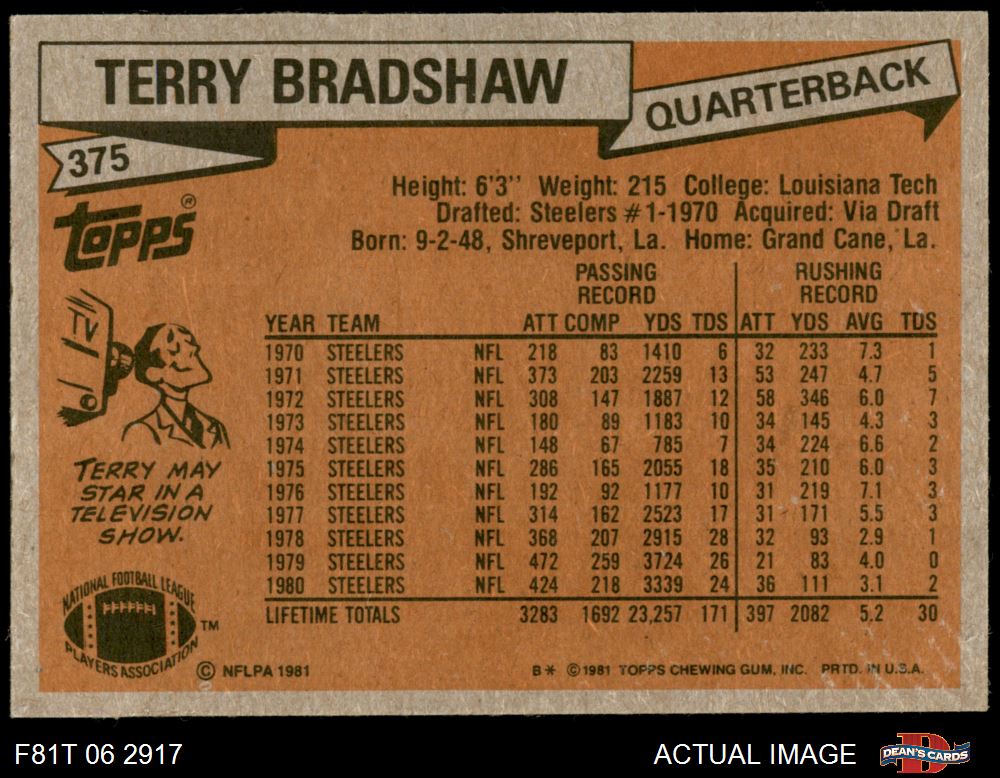 TERRY BRADSHAW
QUARTERBACK
375
TOPPS®
Height: 6'3'' Weight: 215 College: Louisiana Tech
Drafted: Steelers #1-1970 Acquired: Via Draft
Born: 9-2-48, Shreveport, La. Home: Grand Cane, La.
PASSING RUSHING
RECORD RECORD
YEAR TEAM ATT COMP YDS TDS ATT YDS AVG TDS
1970 STEELERS NFL 218 83 1410 6 32 233 7.3 1
1971 STEELERS NFL 373 203 2259 13 53 247 4.7 5
1972 STEELERS NFL 308 147 1887 12 58 346 6.0 7
1973 STEELERS NFL 180 89 1183 10 34 145 4.3 3
1974 STEELERS NFL 148 67 785 7 34 224 6.6 2
1975 STEELERS NFL 286 165 2055 18 35 210 6.0 3
1976 STEELERS NFL 192 92 1177 10 31 219 7.1 3
1977 STEELERS NFL 314 162 2523 17 31 171 5.5 3
1978 STEELERS NFL 368 207 2915 28 32 93 2.9 1
1979 STEELERS NFL 472 259 3724 26 21 83 4.0 0
1980 STEELERS NFL 424 218 3339 24 36 111 3.1 2
LIFETIME TOTALS 3283 1692 23,257 171 397 2082 5.2 30
TV
TERRY MAY
STAR IN A
TELEVISION
SHOW.
NATIONAL FOOTBALL LEAGUE
PLAYERS ASSOCIATION
TM
© NFLPA 1981
B* ©1981 TOPPS CHEWING GUM, INC. PRTD. IN U.S.A.
F81T 06 2917
ACTUAL IMAGE
D
DEAN'S CARDS